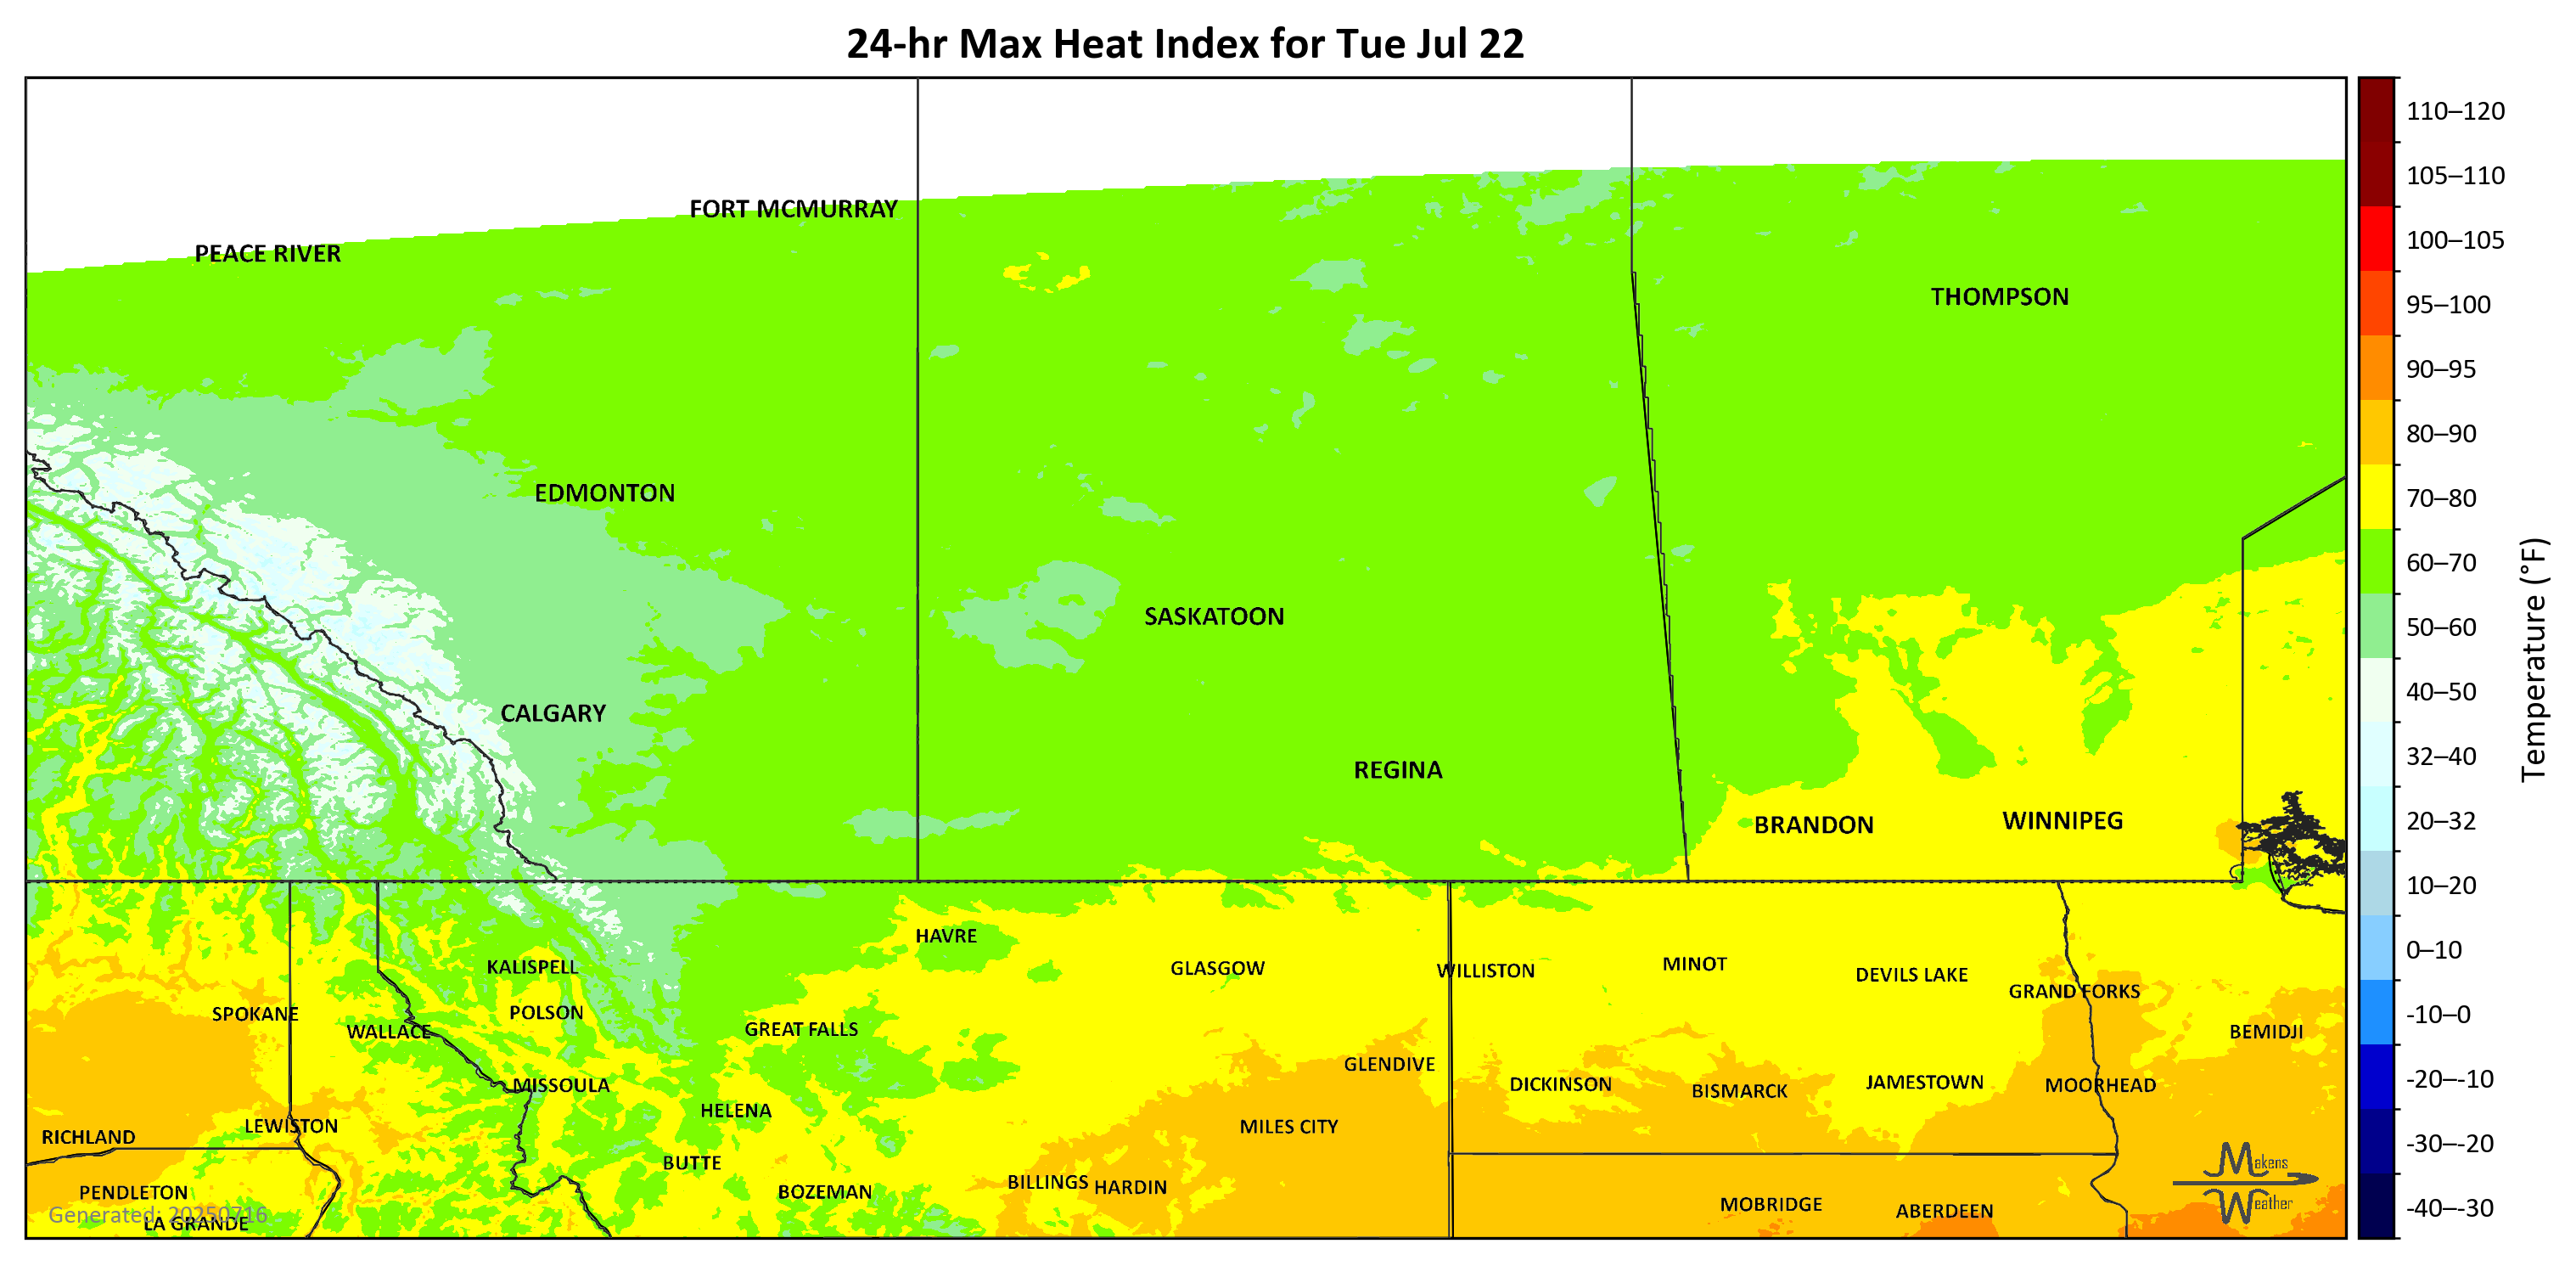 24-hr Max Heat Index for Tue Jul 22
FORT MCMURRAY
PEACE RIVER
THOMPSON
EDMONTON
SASKATOON
CALGARY
REGINA
BRANDON
WINNIPEG
HAVRE
KALISPELL
GLASGOW
WILLISTON
MINOT
DEVILS LAKE
GRAND FORKS
SPOKANE
POLSON
WALLACE
GREAT FALLS
BEMIDJI
GLENDIVE
MISSOULA
DICKINSON
BISMARCK
JAMESTOWN
MOORHEAD
HELENA
LEWISTON
MILES CITY
RICHLAND
BUTTE
PENDLETON
BOZEMAN
BILLINGS
HARDIN
MOBRIDGE
ABERDEEN
LA GRANDE
Generated: 20250716
Makens
Weather
110–120
105–110
100–105
95–100
90–95
80–90
70–80
60–70
50–60
40–50
32–40
20–32
10–20
0–10
-10–0
-20–-10
-30–-20
-40–-30
Temperature (°F)